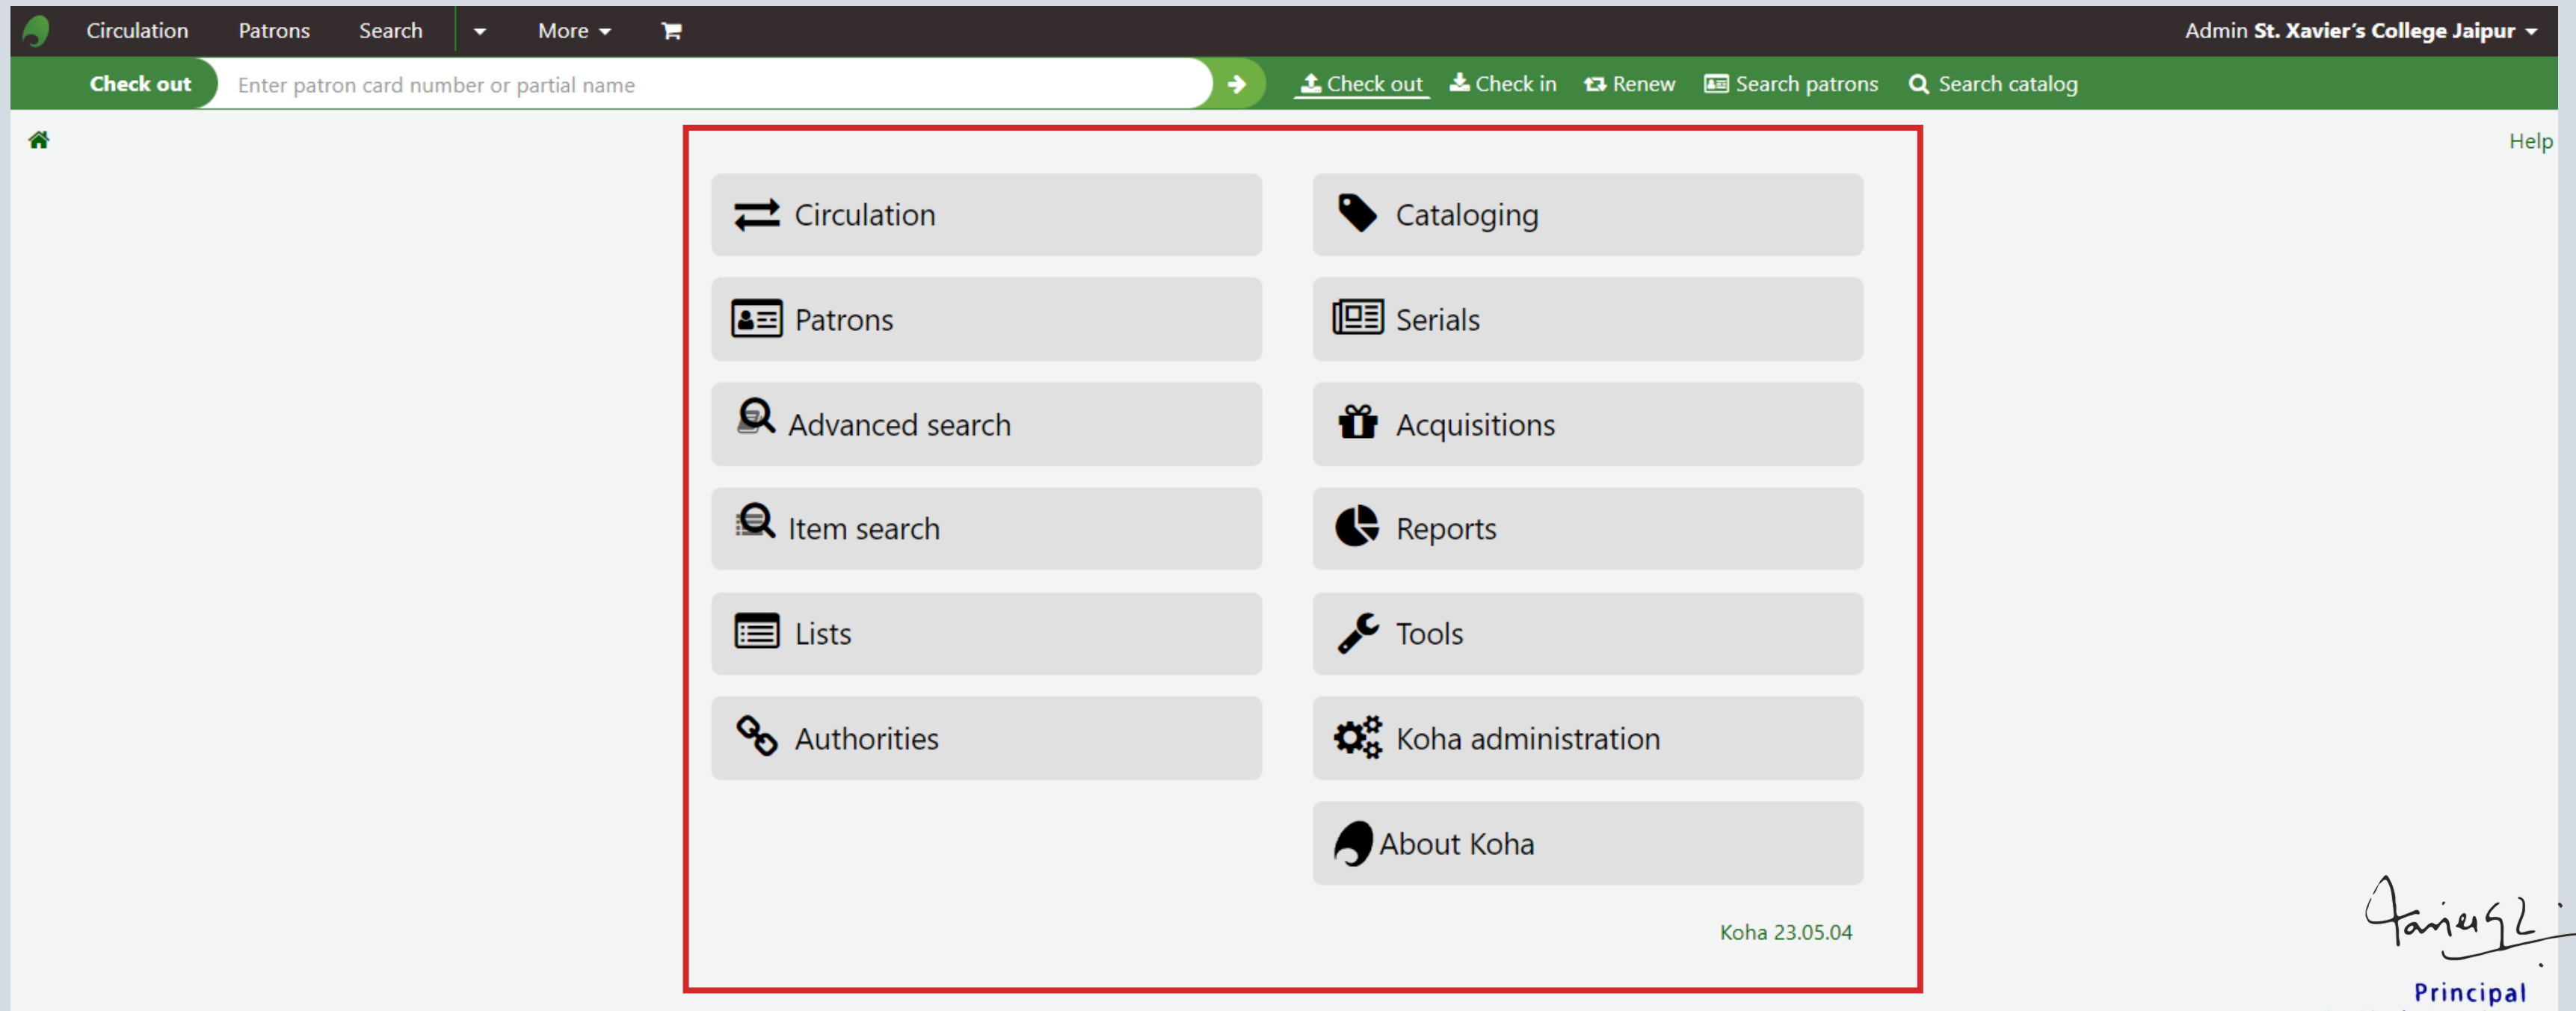 Circulation Patrons Search More Admin St. Xavier's College Jaipur
Check out Enter patron card number or partial name Check out Check in Renew Search patrons Search catalog
Help
Circulation
Cataloging
Patrons
Serials
Advanced search
Acquisitions
Item search
Reports
Lists
Tools
Authorities
Koha administration
About Koha
Koha 23.05.04
Principal